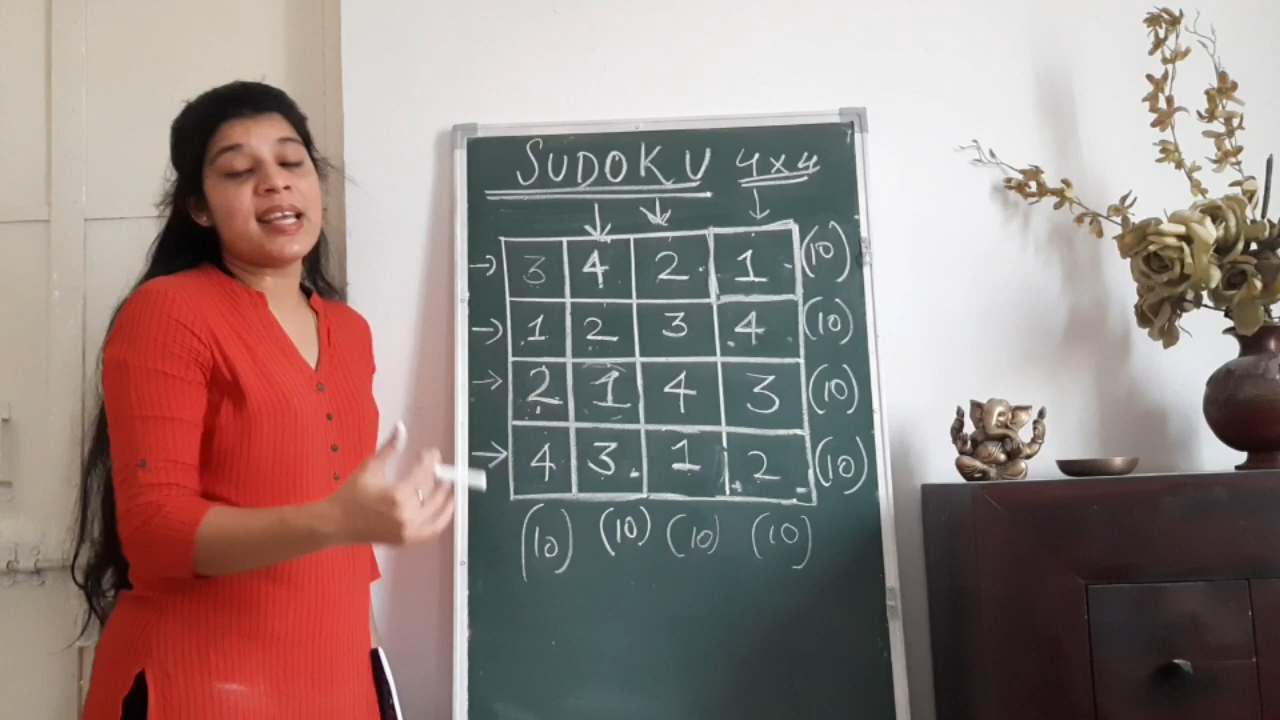 SUDOKU 4x4
3 4 2 1 (10)
1 2 3 4 (10)
2 1 4 3 (10)
4 3 1 2 (10)
(10) (10) (10) (10)